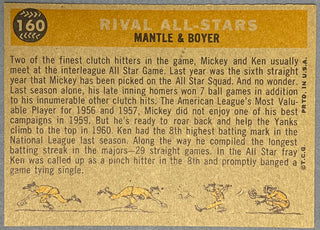 160
RIVAL ALL-STARS
MANTLE & BOYER
Two of the finest clutch hitters in the game, Mickey and Ken usually
meet at the interleague All Star Game. Last year was the sixth straight
year that Mickey has been picked on the All Star Squad. And no wonder.
Last season alone, his late inning homers won 7 ball games in addition
to his innumerable other clutch hits. The American League's Most Valu-
able Player for 1956 and 1957, Mickey did not enjoy one of his best
campaigns in 1959. But he's ready to roar back and help the Yanks
climb to the top in 1960. Ken had the 8th highest batting mark in the
National League last season. Along the way he compiled the longest
batting streak in the majors—29 straight games. In the All Star fray
Ken was called up as a pinch hitter in the 8th and promptly banged a
game tying single.
©T.C.G. PRTD. IN U.S.A.